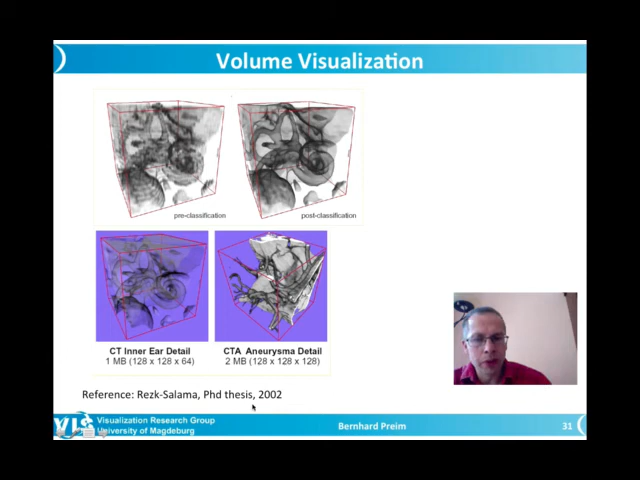 Volume Visualization
pre-classification
post-classification
CT Inner Ear Detail
1 MB (128 x 128 x 64)
CTA Aneurysma Detail
2 MB (128 x 128 x 128)
Reference: Rezk-Salama, Phd thesis, 2002
VIS
Visualization Research Group
University of Magdeburg
Bernhard Preim
31